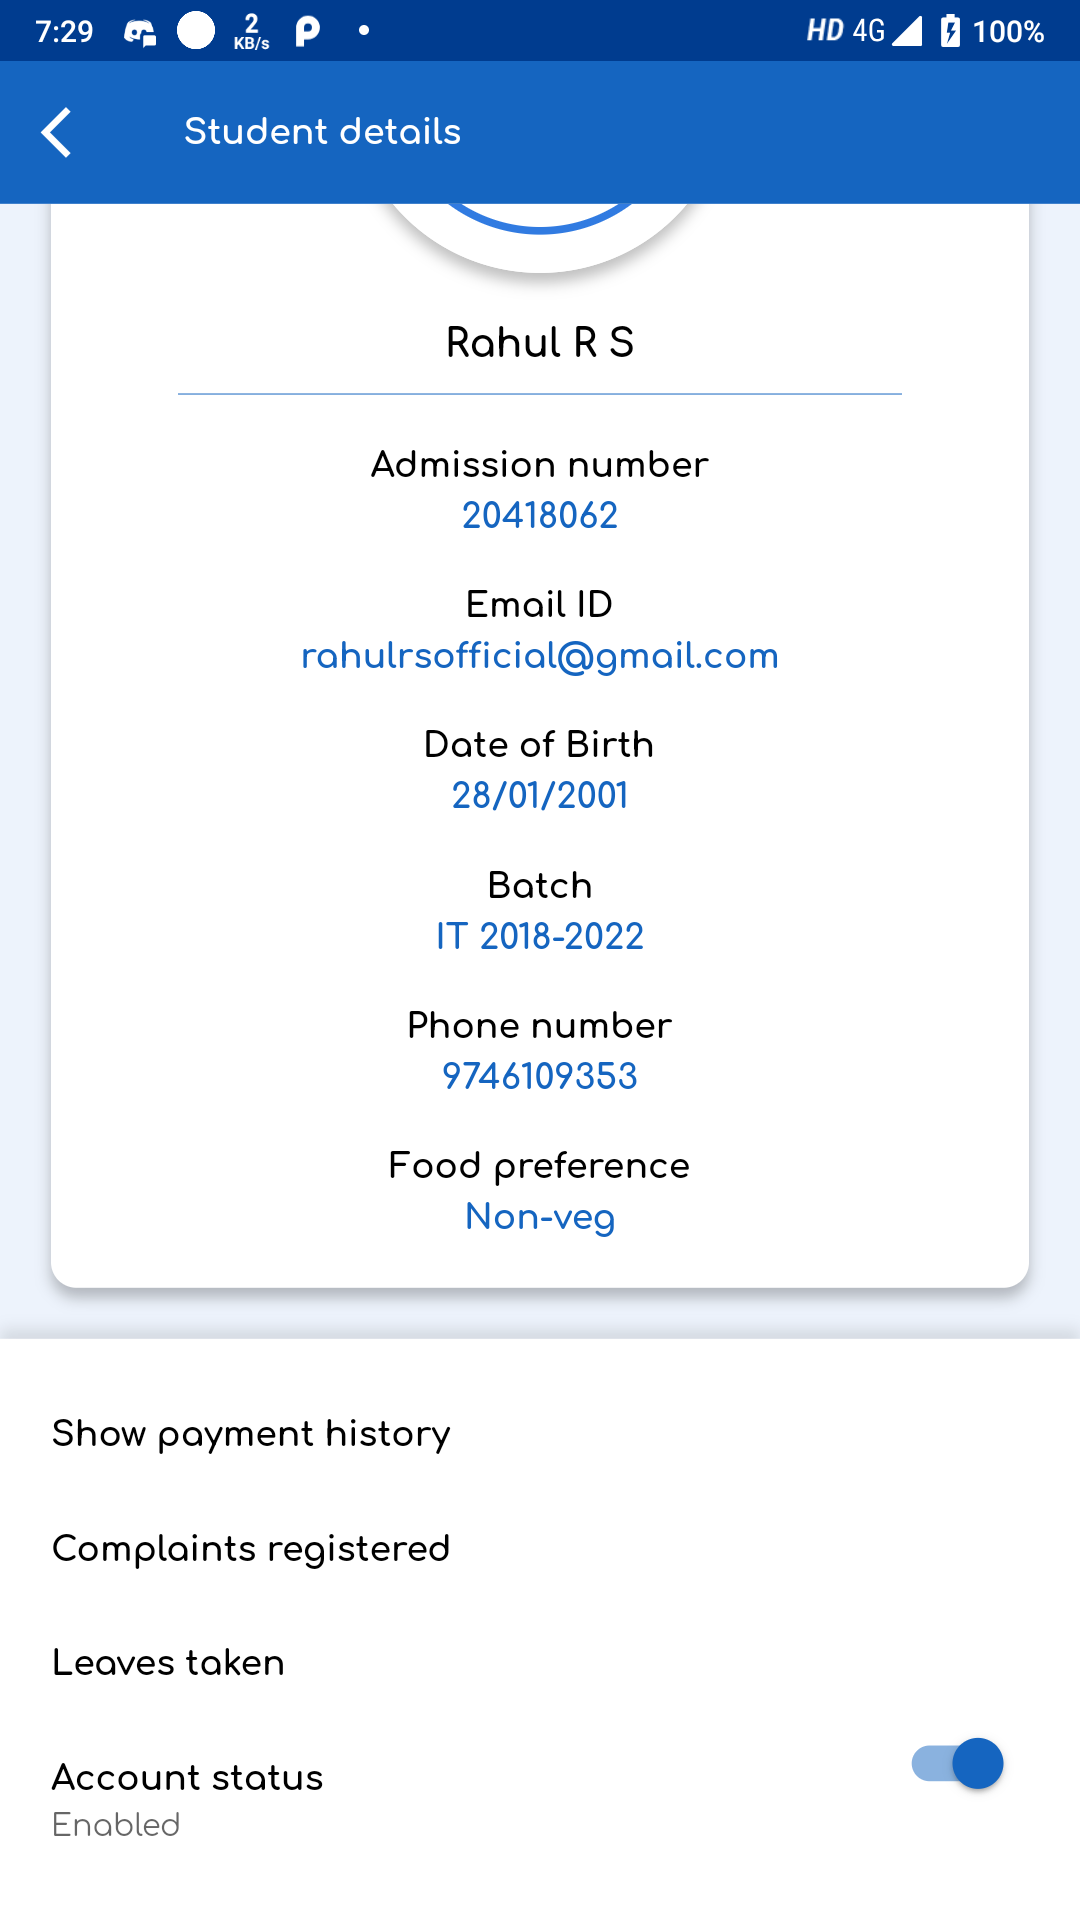 7:29 2 KB/s HD 4G 100%
Student details
Rahul R S
Admission number
20418062
Email ID
rahulrsofficial@gmail.com
Date of Birth
28/01/2001
Batch
IT 2018-2022
Phone number
9746109353
Food preference
Non-veg
Show payment history
Complaints registered
Leaves taken
Account status
Enabled